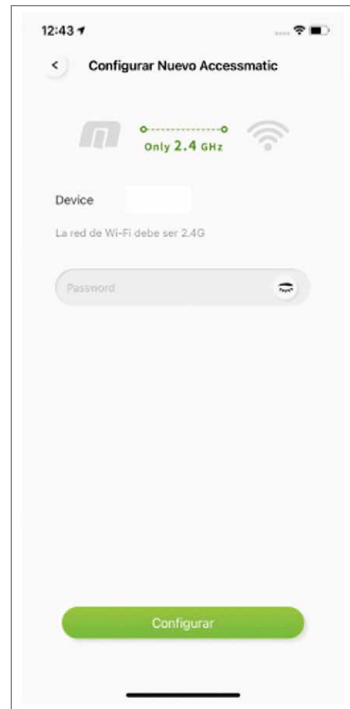 12:43
Configurar Nuevo Accessmatic
Only 2.4 GHz
Device
La red de Wi-Fi debe ser 2.4G
Password
Configurar